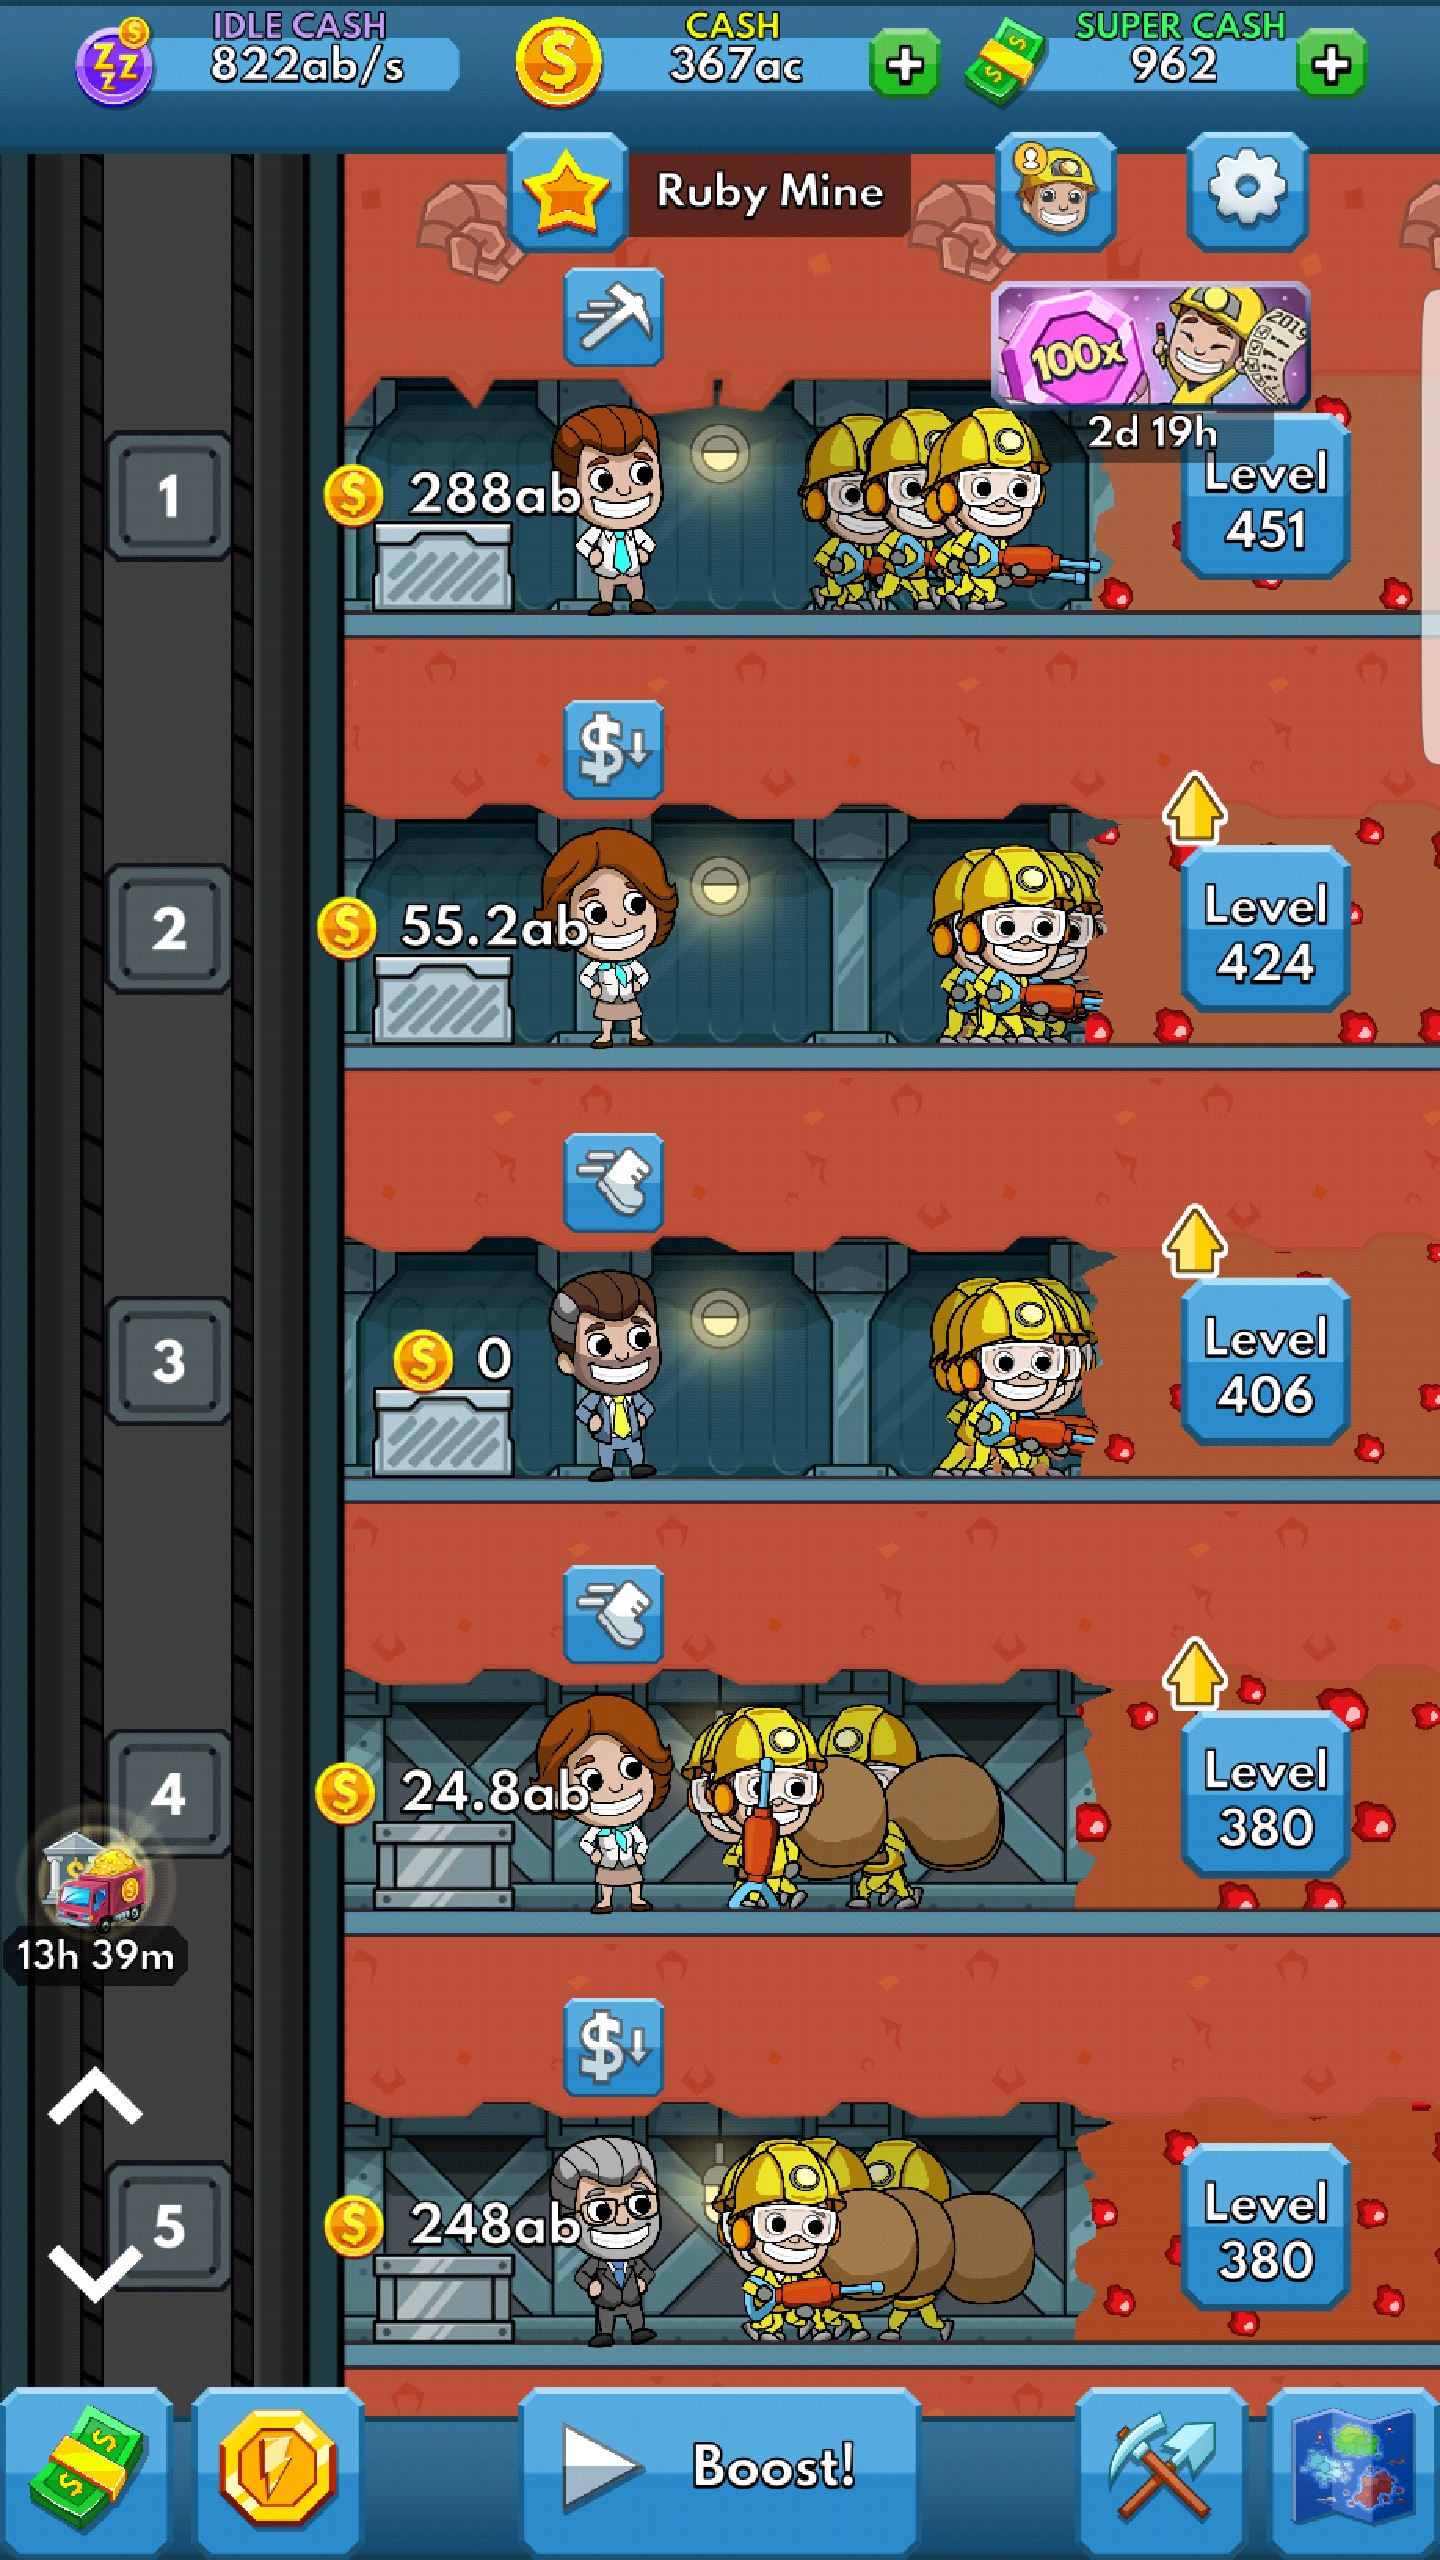 IDLE CASH
822ab/s
CASH
367ac
SUPER CASH
962
Ruby Mine
100x
2d 19h
1
288ab
Level
451
2
55.2ab
Level
424
3
0
Level
406
4
24.8ab
Level
380
13h 39m
5
248ab
Level
380
Boost!